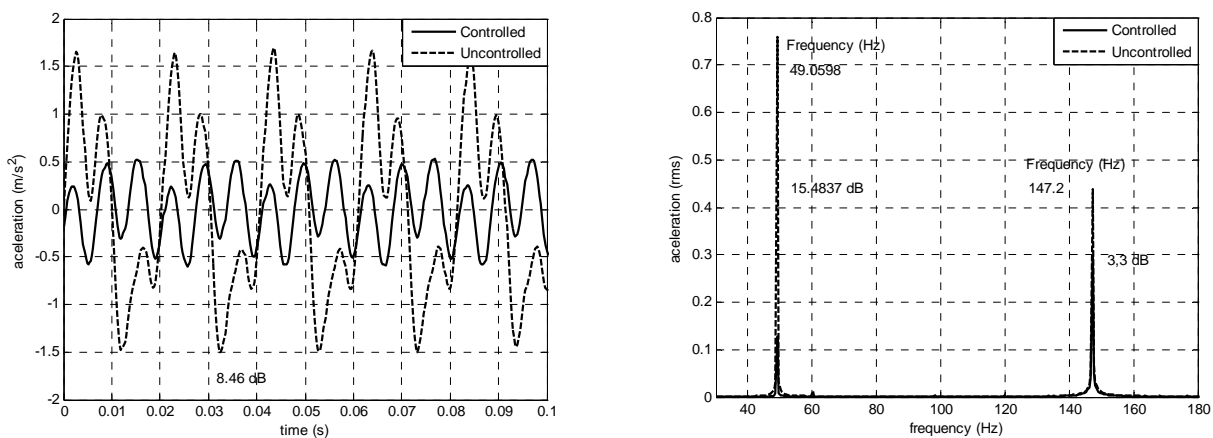 Controlled
Uncontrolled
1.5
1
0.5
0
-0.5
-1
-1.5
-2
0
0.01
0.02
0.03
0.04
0.05
0.06
0.07
0.08
0.09
0.1
8.46 dB
aceleration (m/s²)
time (s)
Controlled
Uncontrolled
0.8
0.7
0.6
0.5
0.4
0.3
0.2
0.1
0
40
60
80
100
120
140
160
180
Frequency (Hz)
49.0598
15.4837 dB
Frequency (Hz)
147.2
3,3 dB
aceleration (rms)
frequency (Hz)